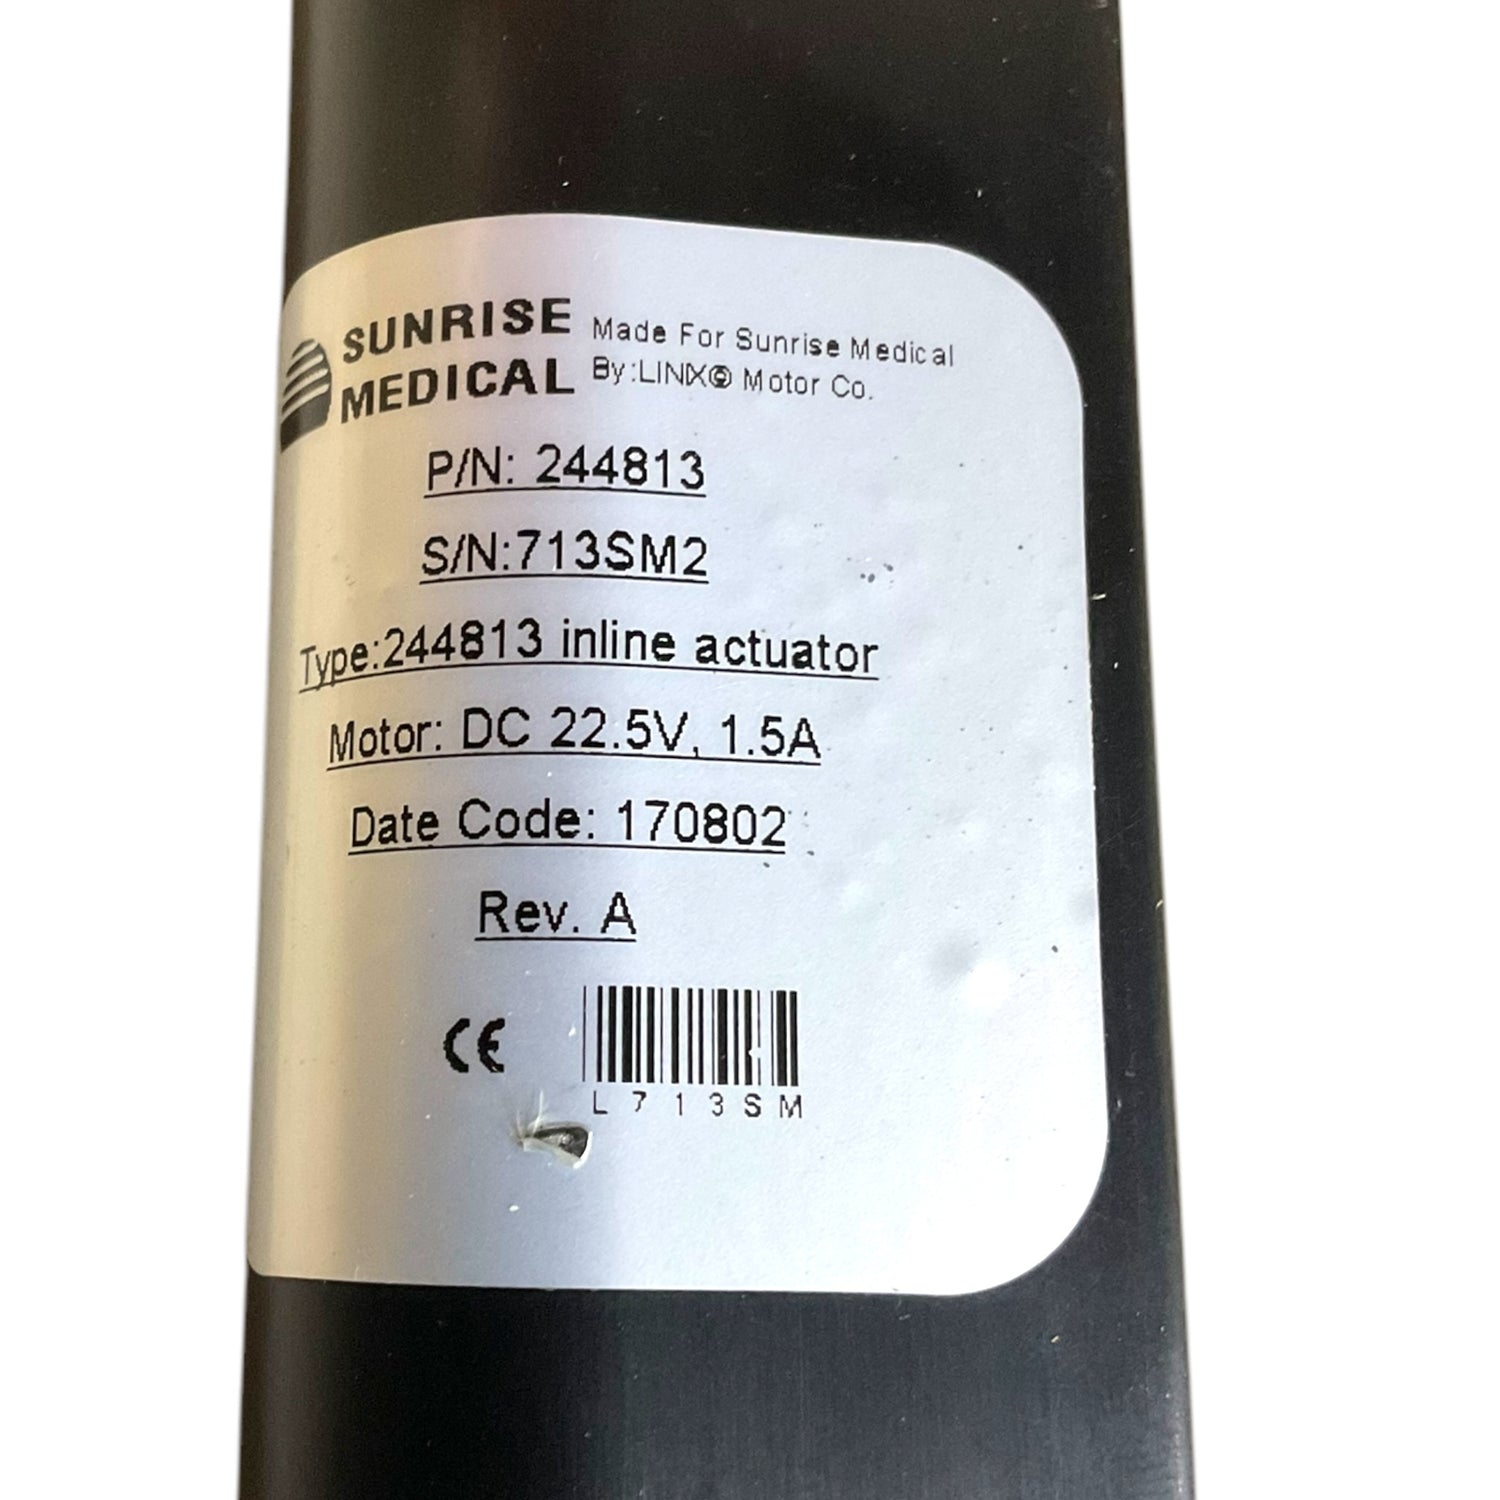 SUNRISE
MEDICAL
Made For Sunrise Medical
By:LINX® Motor Co.
P/N: 244813
S/N:713SM2
Type:244813 inline actuator
Motor: DC 22.5V, 1.5A
Date Code: 170802
Rev. A
CE
L713SM